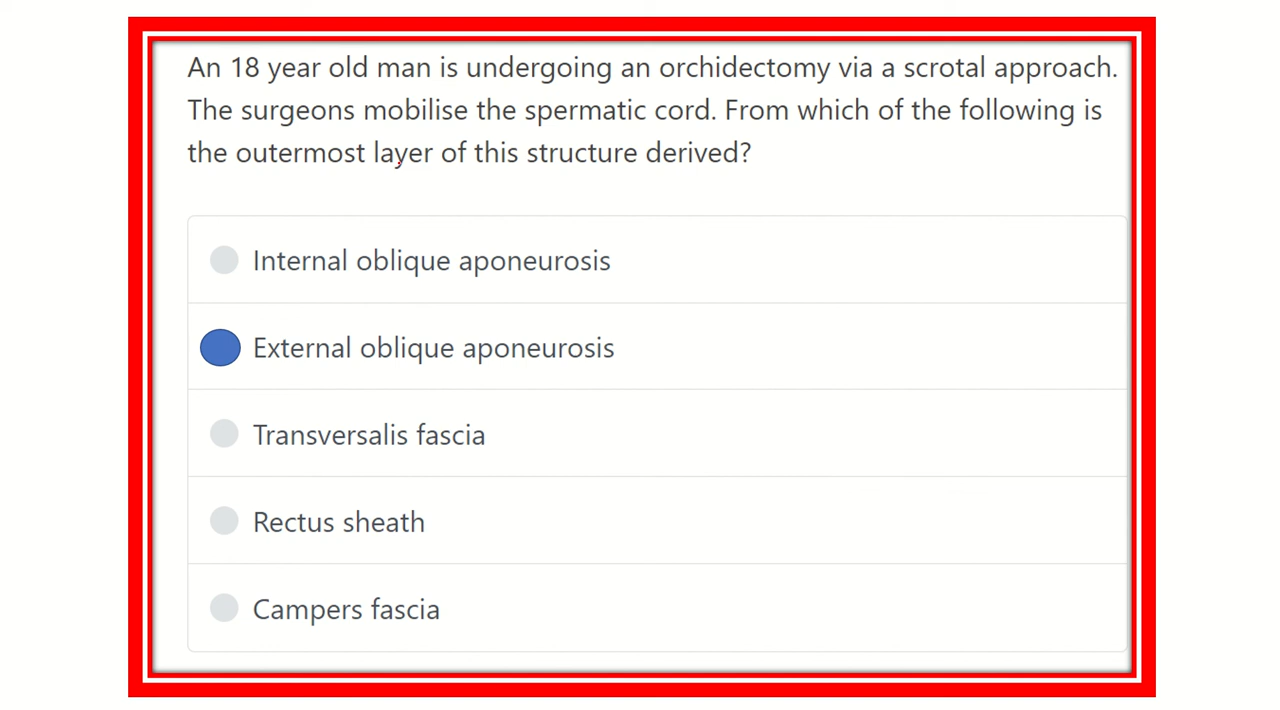 An 18 year old man is undergoing an orchidectomy via a scrotal approach.
The surgeons mobilise the spermatic cord. From which of the following is
the outermost layer of this structure derived?
Internal oblique aponeurosis
External oblique aponeurosis
Transversalis fascia
Rectus sheath
Campers fascia